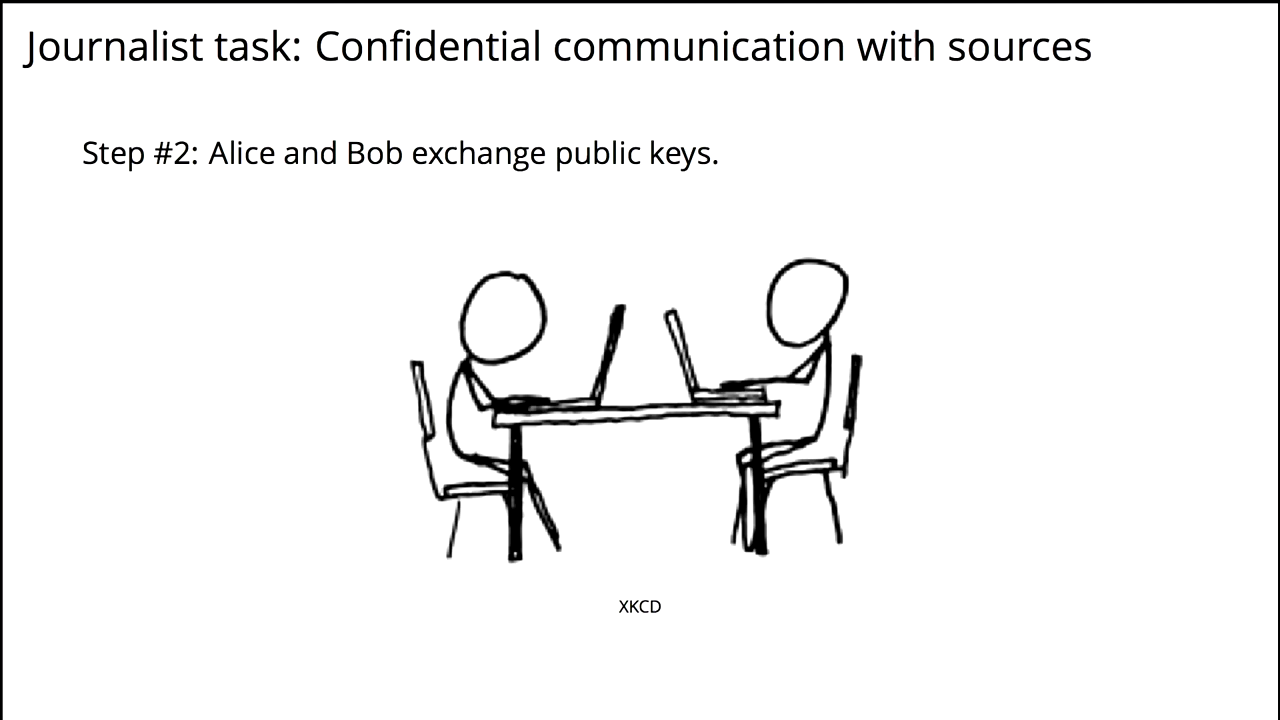 Journalist task: Confidential communication with sources
Step #2: Alice and Bob exchange public keys.
XKCD